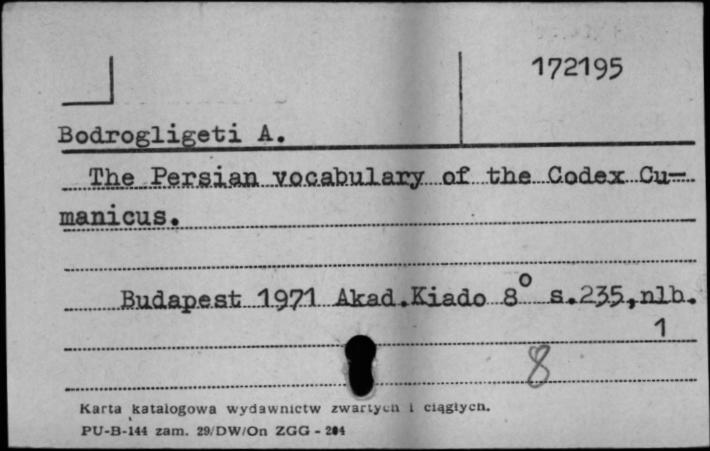 172195
Bodrogligeti A.
The Persian vocabulary of the Codex Cu-
manicus.
Budapest 1971 Akad.Kiado 8° s.235,nlb.
1
8
Karta katalogowa wydawnictw zwartych i ciągłych.
PU-B-144 zam. 29/DW/On ZGG - 204